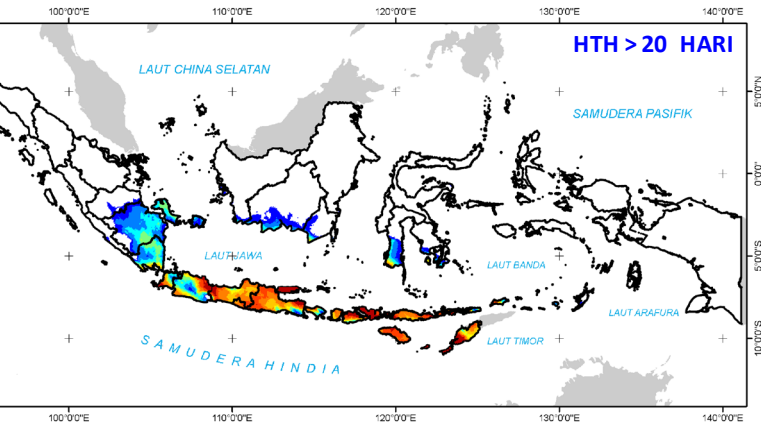 100°0'0"E 110°0'0"E 120°0'0"E 130°0'0"E 140°0'0"E
HTH > 20 HARI
LAUT CHINA SELATAN
5°0'0"N
SAMUDERA PASIFIK
0°0'0"
LAUT JAWA
5°0'0"S
LAUT BANDA
LAUT ARAFURA
10°0'0"S
LAUT TIMOR
SAMUDERA HINDIA
100°0'0"E 110°0'0"E 120°0'0"E 130°0'0"E 140°0'0"E